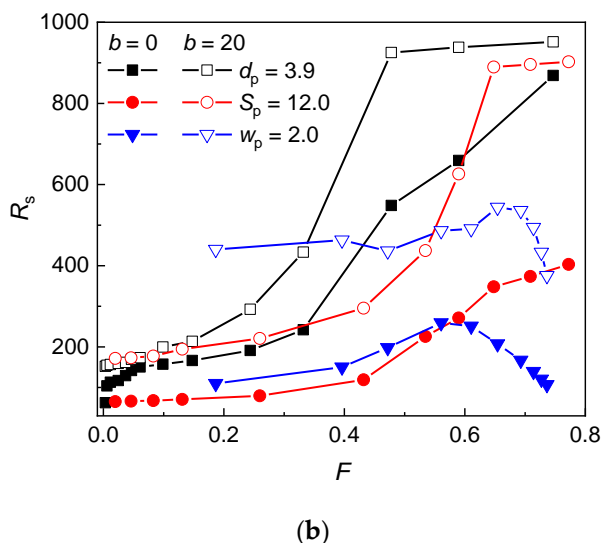 1000
800
600
400
200
R_s
b = 0 b = 20
d_p = 3.9
S_p = 12.0
w_p = 2.0
0.0 0.2 0.4 0.6 0.8
F
(b)